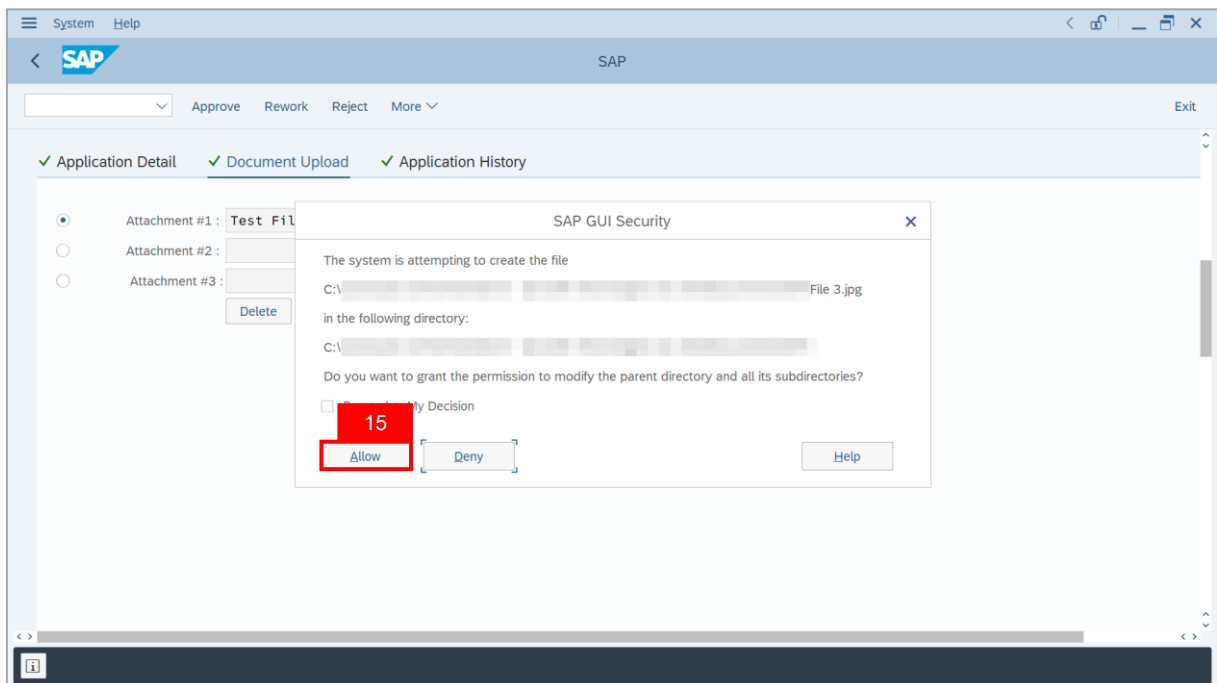 System Help
SAP SAP
Approve Rework Reject More Exit
Application Detail Document Upload Application History
Attachment #1 : Test Fil
Attachment #2 :
Attachment #3 :
Delete
SAP GUI Security
The system is attempting to create the file
C:\ File 3.jpg
in the following directory:
C:\
Do you want to grant the permission to modify the parent directory and all its subdirectories?
My Decision
15
Allow Deny Help